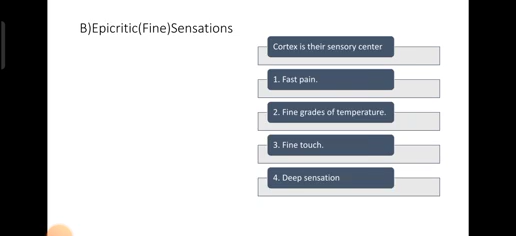 B)Epicritic(Fine)Sensations
Cortex is their sensory center
1. Fast pain.
2. Fine grades of temperature.
3. Fine touch.
4. Deep sensation